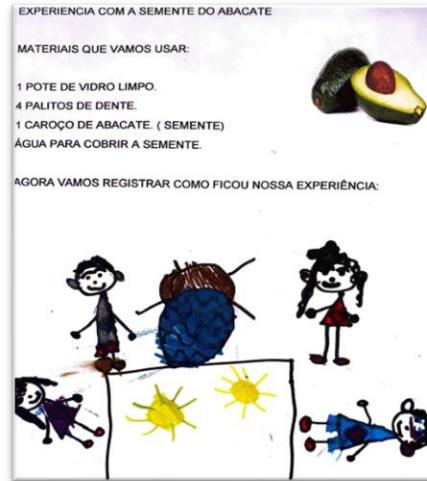 EXPERIENCIA COM A SEMENTE DO ABACATE
MATERIAIS QUE VAMOS USAR:
1 POTE DE VIDRO LIMPO.
4 PALITOS DE DENTE.
1 CAROÇO DE ABACATE. ( SEMENTE)
ÁGUA PARA COBRIR A SEMENTE.
AGORA VAMOS REGISTRAR COMO FICOU NOSSA EXPERIÊNCIA: